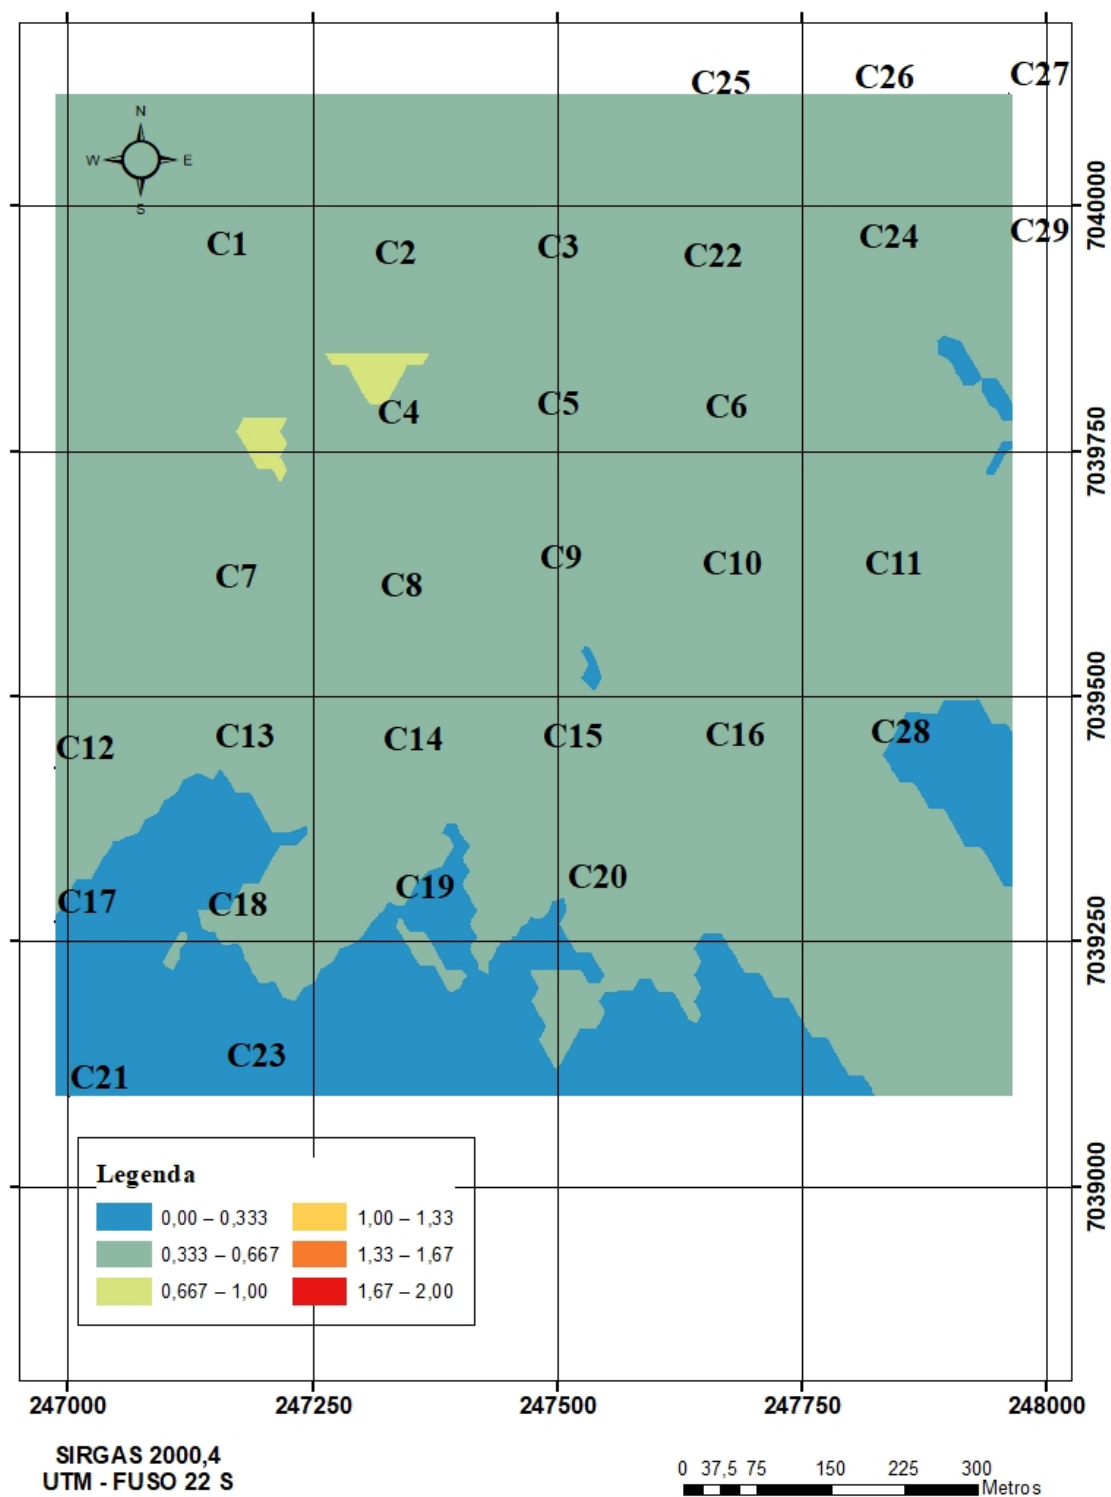 C25 C26 C27
N
W E
S
7040000
C1 C2 C3 C22 C24 C29
C4 C5 C6
7039750
C7 C8 C9 C10 C11
7039500
C12 C13 C14 C15 C16 C28
C17 C18 C19 C20
7039250
C21 C23
Legenda
0,00 – 0,333 1,00 – 1,33
0,333 – 0,667 1,33 – 1,67
0,667 – 1,00 1,67 – 2,00
7039000
247000 247250 247500 247750 248000
SIRGAS 2000,4
UTM - FUSO 22 S
0 37,5 75 150 225 300
Metros